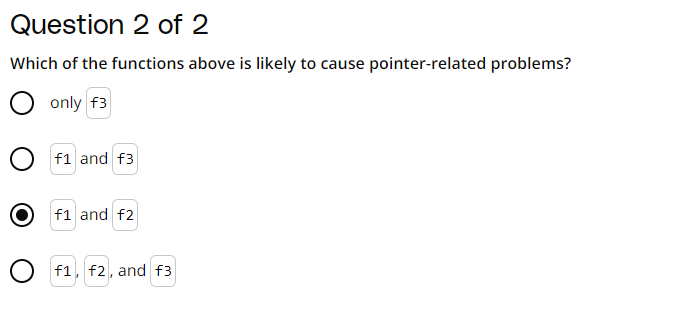 Question 2 of 2
Which of the functions above is likely to cause pointer-related problems?
only f3
f1 and f3
f1 and f2
f1, f2, and f3